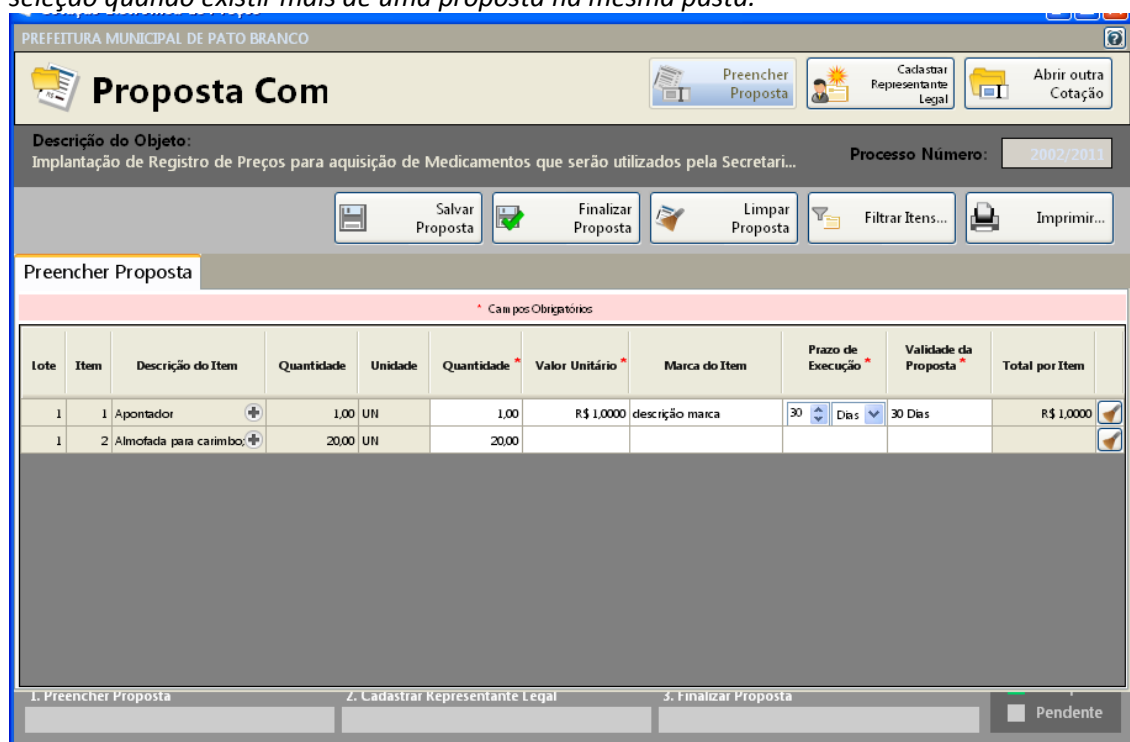 seleção quando existir mais de uma proposta na mesma pasta.
PREFEITURA MUNICIPAL DE PATO BRANCO
Proposta Com
Preencher
Proposta
Cadastrar
Representante
Legal
Abrir outra
Cotação
Descrição do Objeto:
Implantação de Registro de Preços para aquisição de Medicamentos que serão utilizados pela Secretari...
Processo Número:
2002/2011
Salvar
Proposta
Finalizar
Proposta
Limpar
Proposta
Filtrar Itens...
Imprimir...
Preencher Proposta
* Campos Obrigatórios
Lote Item Descrição do Item Quantidade Unidade Quantidade * Valor Unitário * Marca do Item Prazo de Execução * Validade da Proposta * Total por Item
1 1 Apontador 1,00 UN 1,00 R$ 1,0000 descrição marca 30 Dias 30 Dias R$ 1,0000
1 2 Almofada para carimbo; 20,00 UN 20,00
1. Preencher Proposta 2. Cadastrar Representante Legal 3. Finalizar Proposta
Pendente